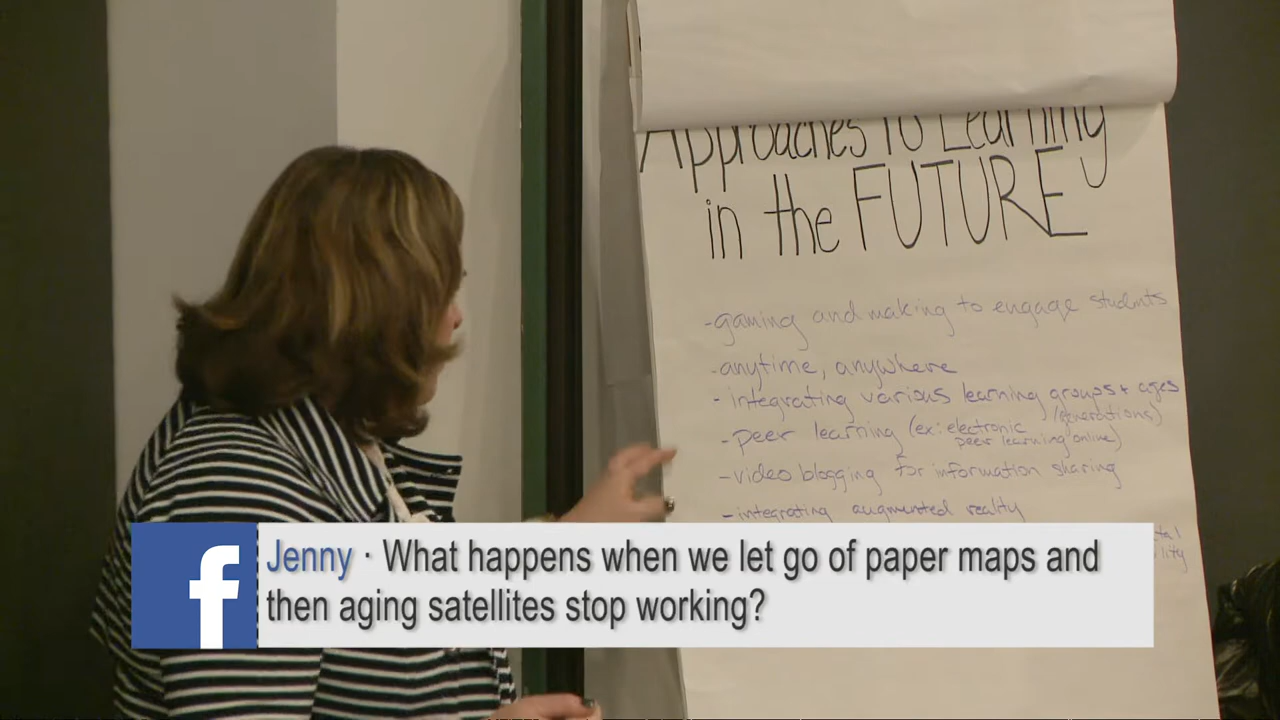 Approaches To Learning
in the FUTURE
-gaming and making to engage students
-anytime, anywhere
- integrating various learning groups + ages
/generations)
-peer learning (ex: electronic
peer learning/online)
-video blogging for information sharing
-integrating augmented reality
Jenny · What happens when we let go of paper maps and
then aging satellites stop working?